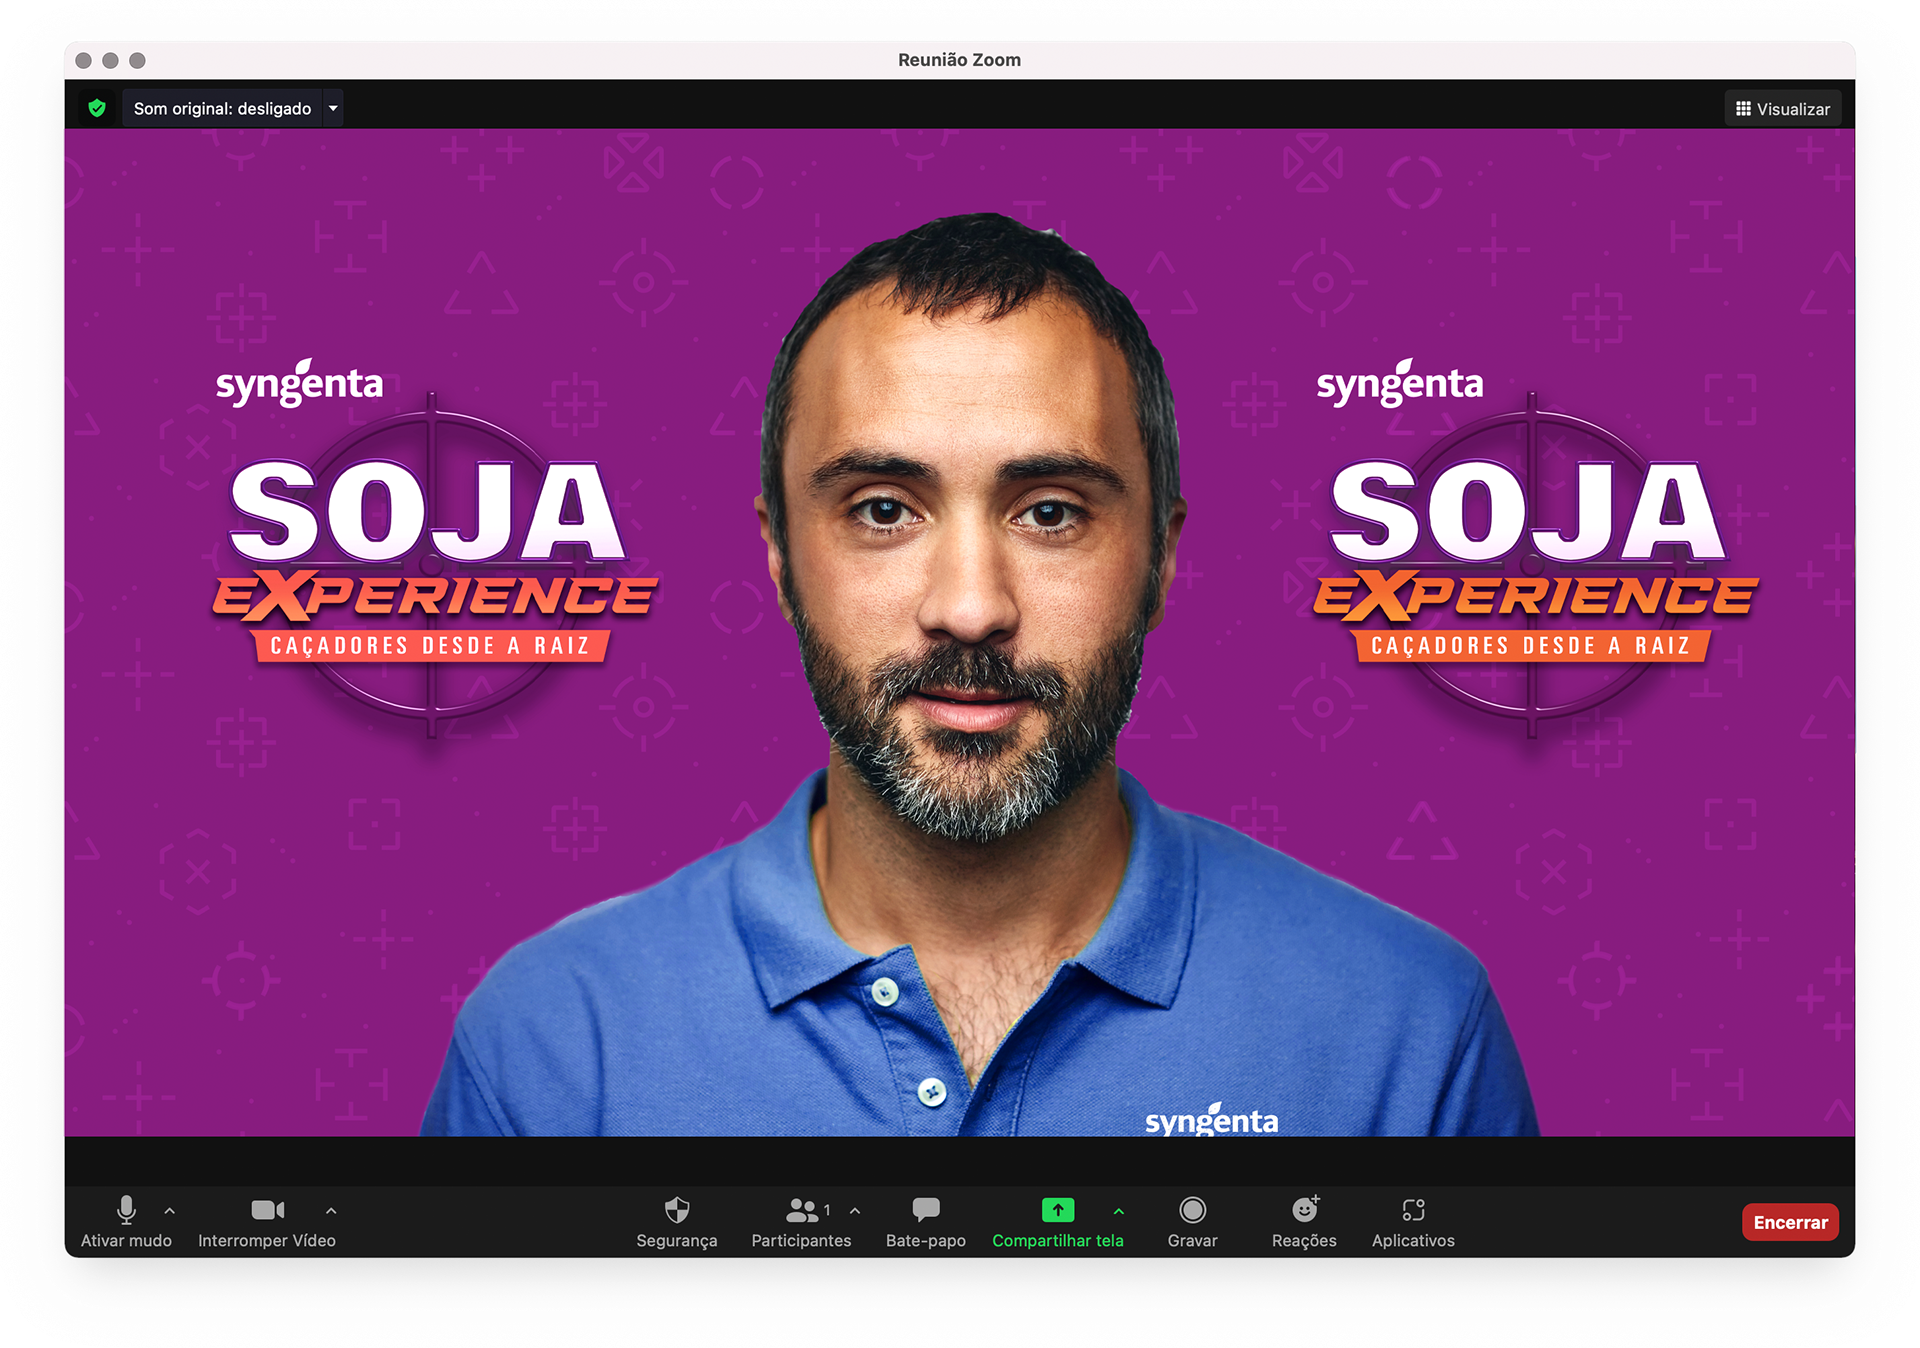 Reunião Zoom
Som original: desligado
Visualizar
syngenta
SOJA
EXPERIENCE
CAÇADORES DESDE A RAIZ
syngenta
SOJA
EXPERIENCE
CAÇADORES DESDE A RAIZ
syngenta
Ativar mudo
Interromper Vídeo
Segurança
1
Participantes
Bate-papo
Compartilhar tela
Gravar
Reações
Aplicativos
Encerrar